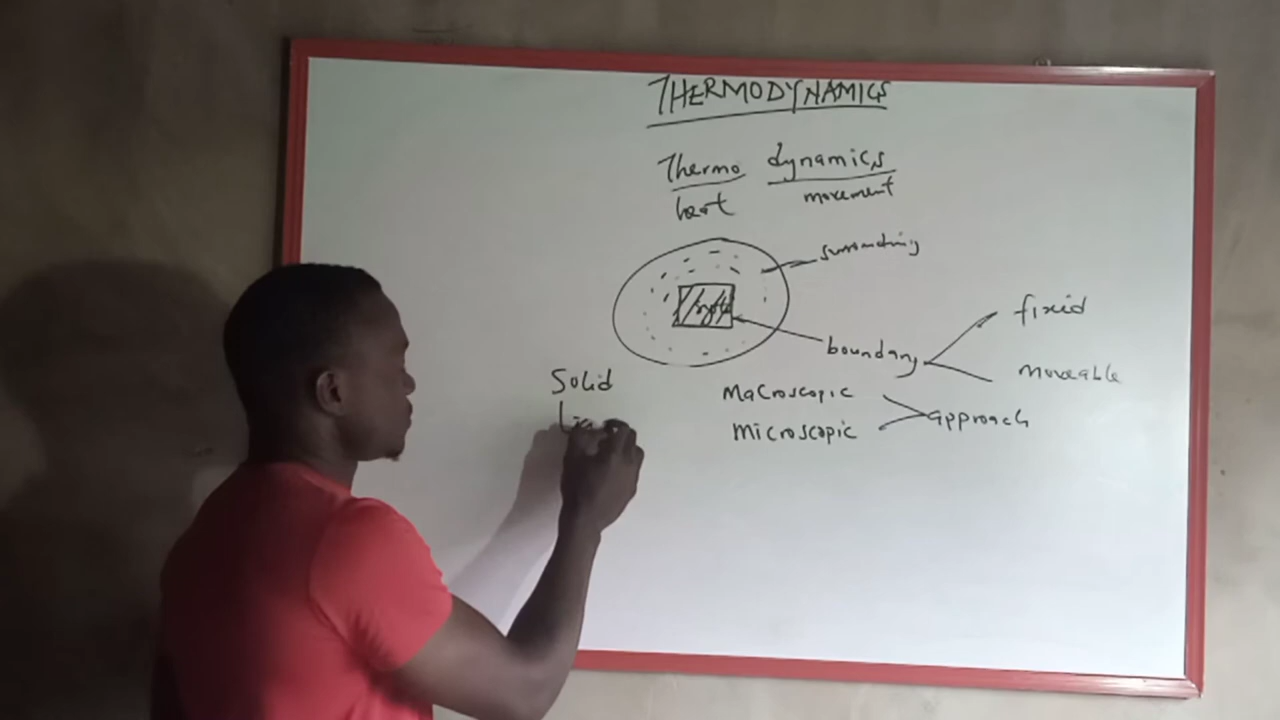 THERMODYNAMICS
Thermo dynamics
heat movement
surrounding
boundary
fixed
moveable
Macroscopic
Microscopic
approach
Solid